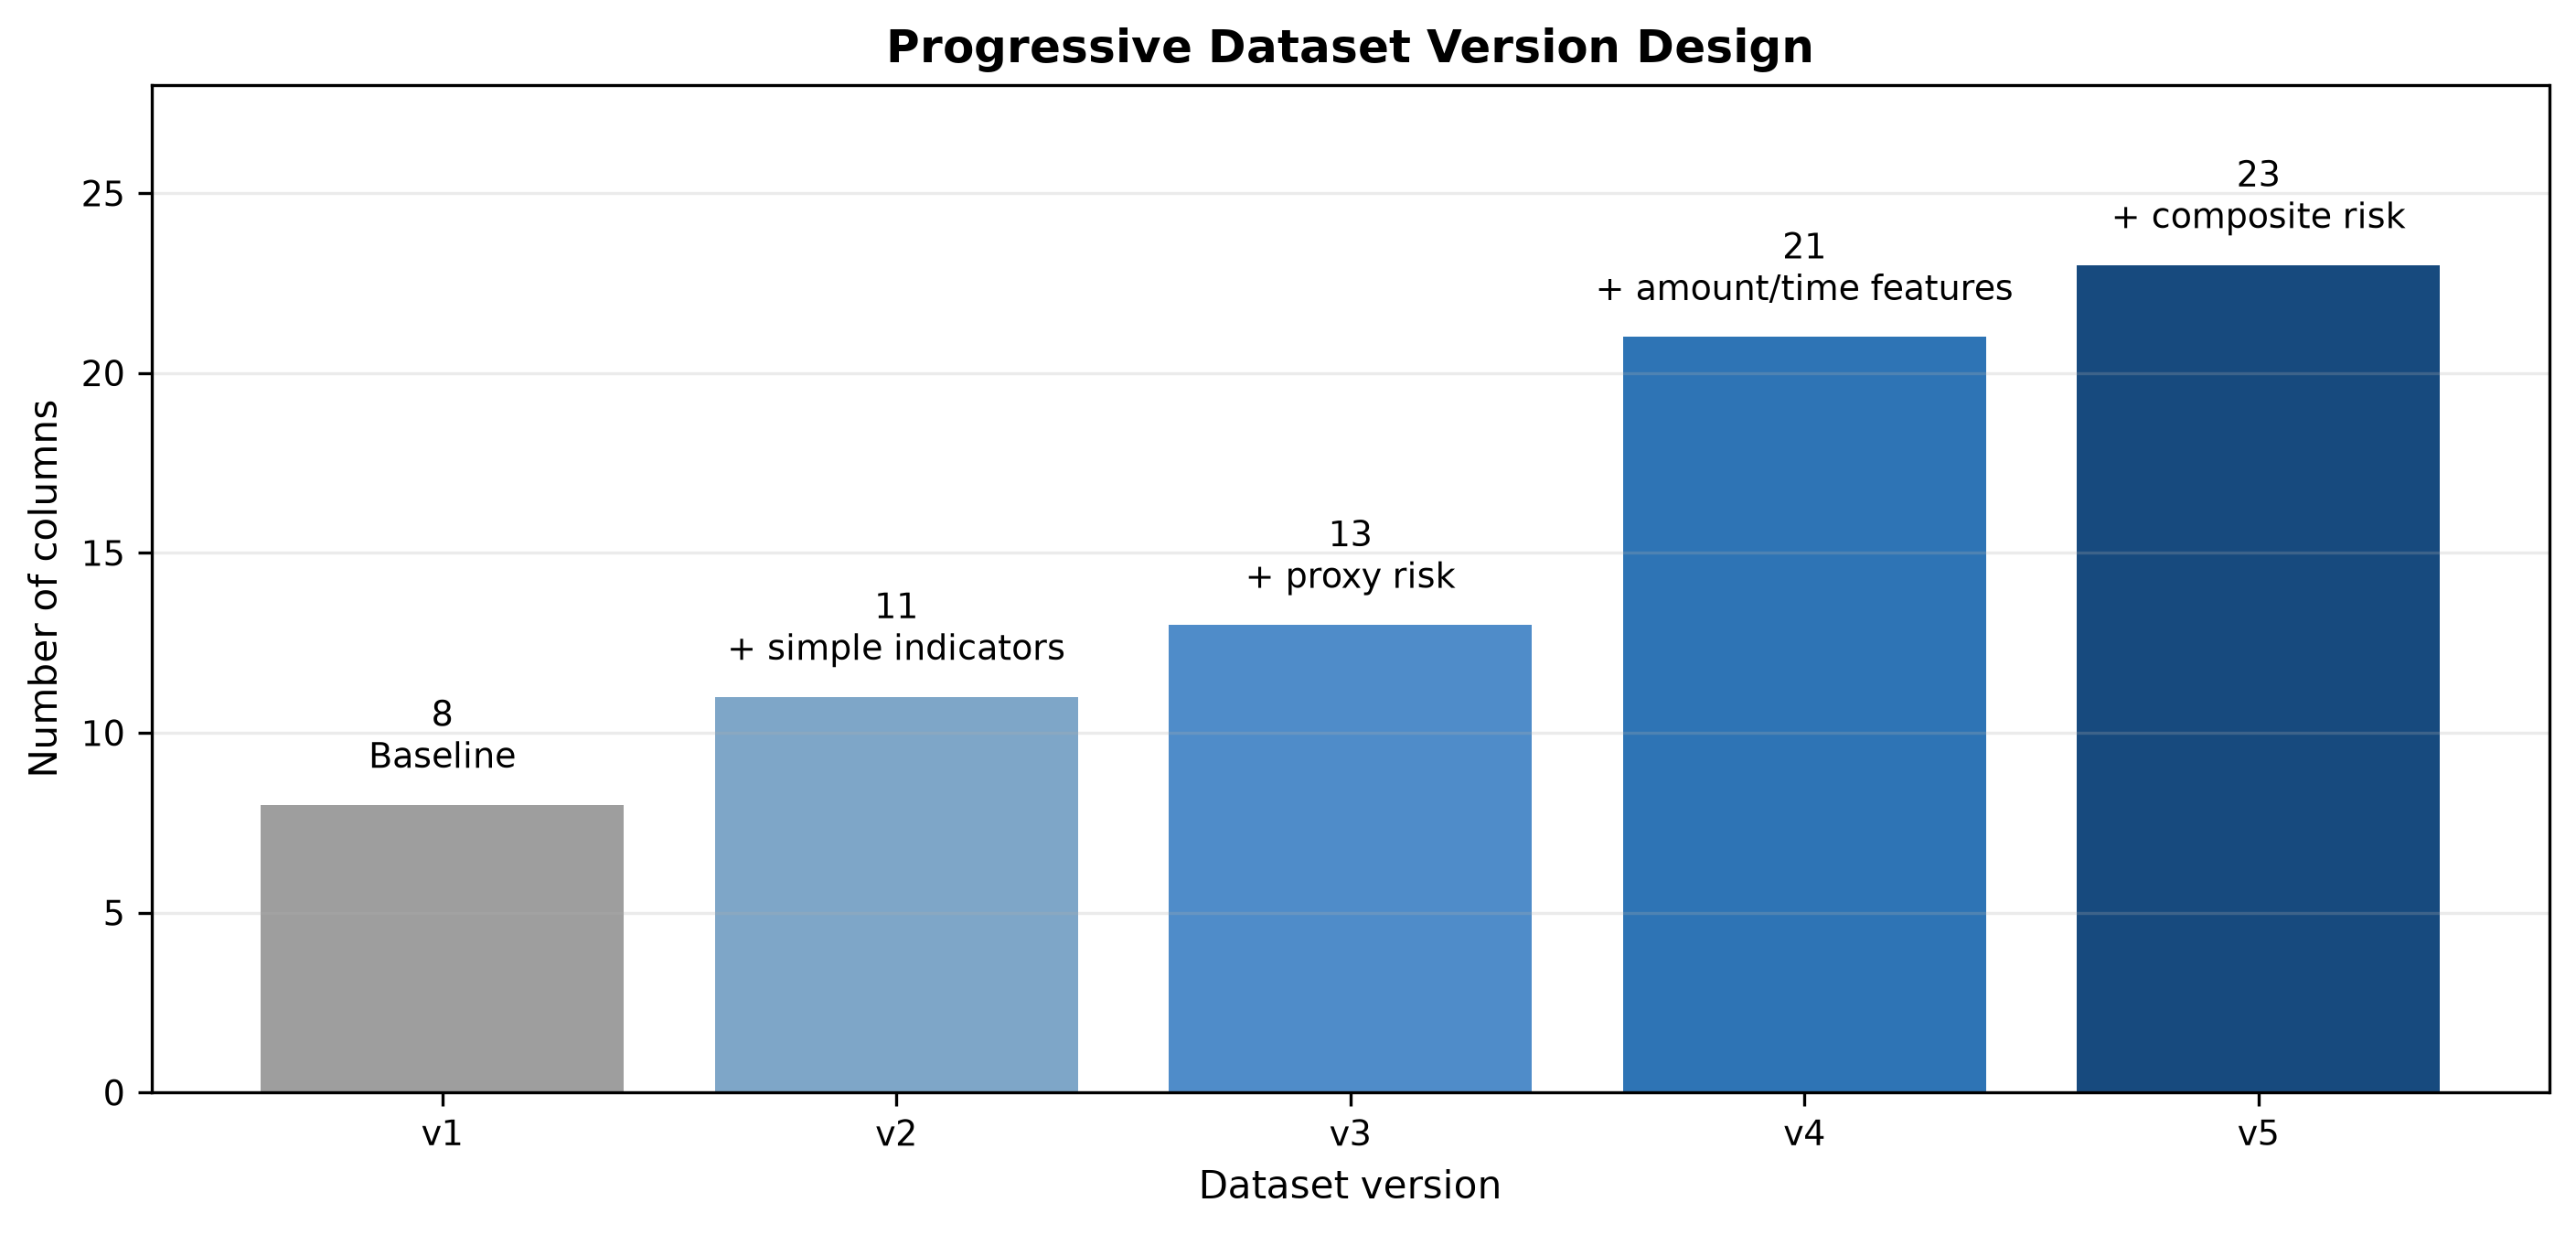 Progressive Dataset Version Design
Number of columns
25
20
15
10
5
0
8
Baseline
11
+ simple indicators
13
+ proxy risk
21
+ amount/time features
23
+ composite risk
v1
v2
v3
v4
v5
Dataset version